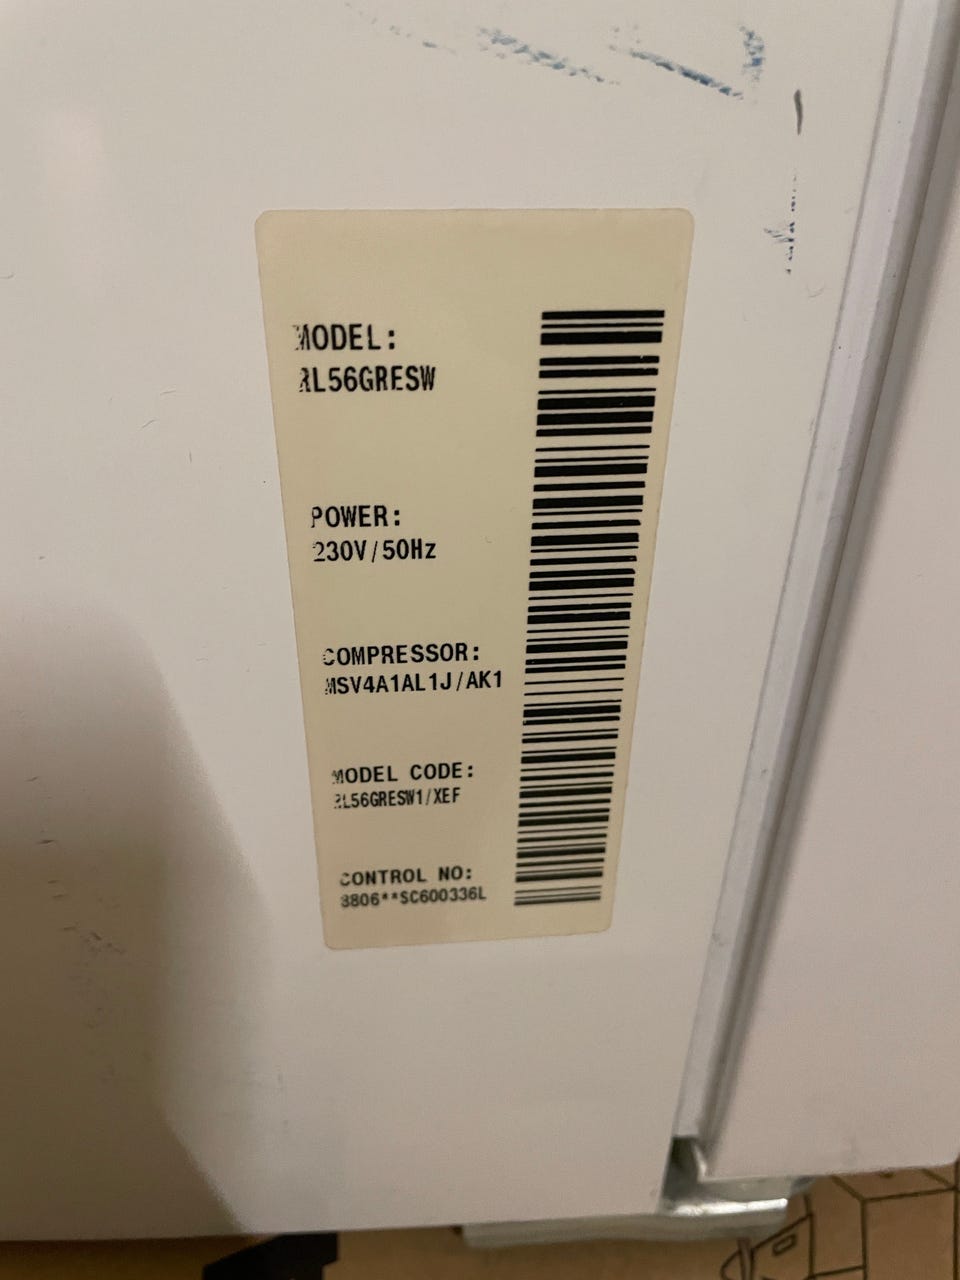 MODEL:
RL56GRESW
POWER:
230V/50Hz
COMPRESSOR:
MSV4A1AL1J/AK1
MODEL CODE:
RL56GRESW1/XEF
CONTROL NO:
8806**SC600336L